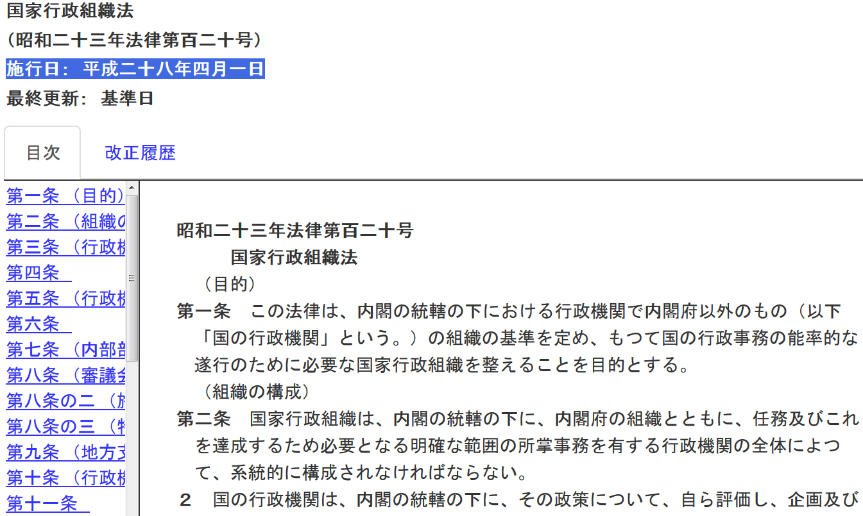 国家行政組織法
(昭和二十三年法律第百二十号)
施行日: 平成二十八年四月一日
最終更新: 基準日
目次
改正履歴
第一条 (目的)
第二条 (組織の
第三条 (行政機
第四条
第五条 (行政機
第六条
第七条 (内部部
第八条 (審議会
第八条の二 (施
第八条の三 (特
第九条 (地方支
第十条 (行政機
第十一条
昭和二十三年法律第百二十号
国家行政組織法
(目的)
第一条 この法律は、内閣の統轄の下における行政機関で内閣府以外のもの(以下
「国の行政機関」という。)の組織の基準を定め、もつて国の行政事務の能率的な
遂行のために必要な国家行政組織を整えることを目的とする。
(組織の構成)
第二条 国家行政組織は、内閣の統轄の下に、内閣府の組織とともに、任務及びこれ
を達成するため必要となる明確な範囲の所掌事務を有する行政機関の全体によつ
て、系統的に構成されなければならない。
2 国の行政機関は、内閣の統轄の下に、その政策について、自ら評価し、企画及び